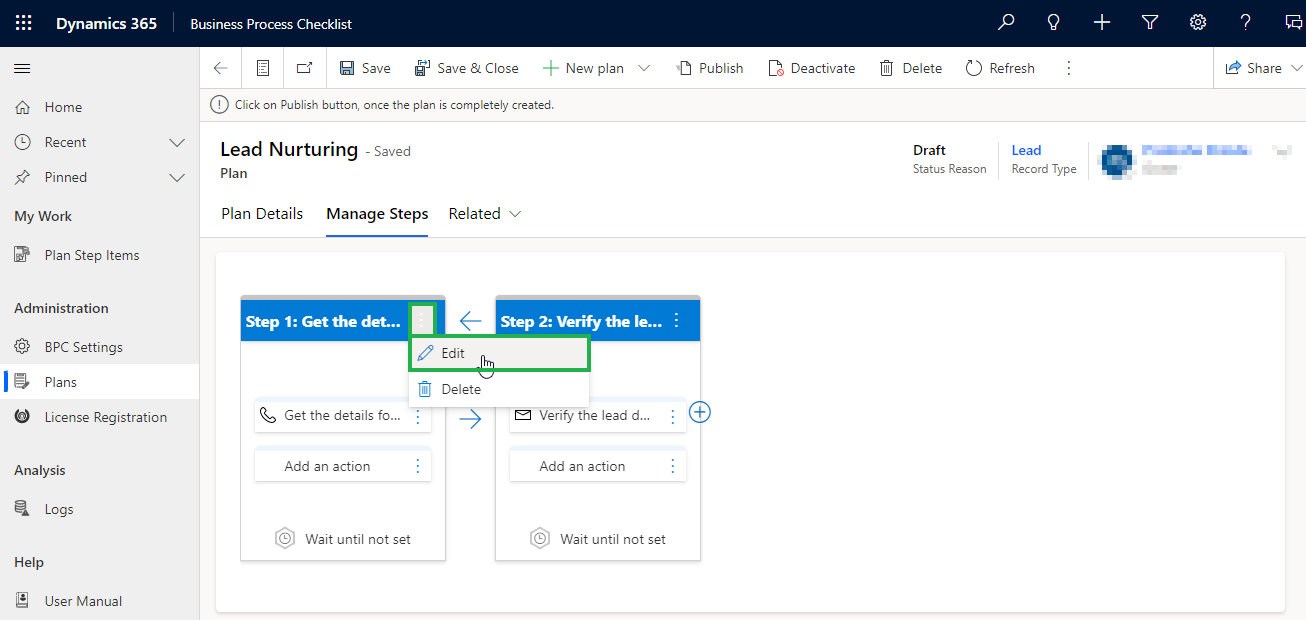 Dynamics 365 Business Process Checklist
Save Save & Close New plan Publish Deactivate Delete Refresh Share
Click on Publish button, once the plan is completely created.
Home
Recent
Pinned
My Work
Plan Step Items
Administration
BPC Settings
Plans
License Registration
Analysis
Logs
Help
User Manual
Lead Nurturing - Saved
Plan
Draft
Status Reason
Lead
Record Type
Plan Details Manage Steps Related
Step 1: Get the det...
Edit
Delete
Get the details fo...
Add an action
Wait until not set
Step 2: Verify the le...
Verify the lead d...
Add an action
Wait until not set